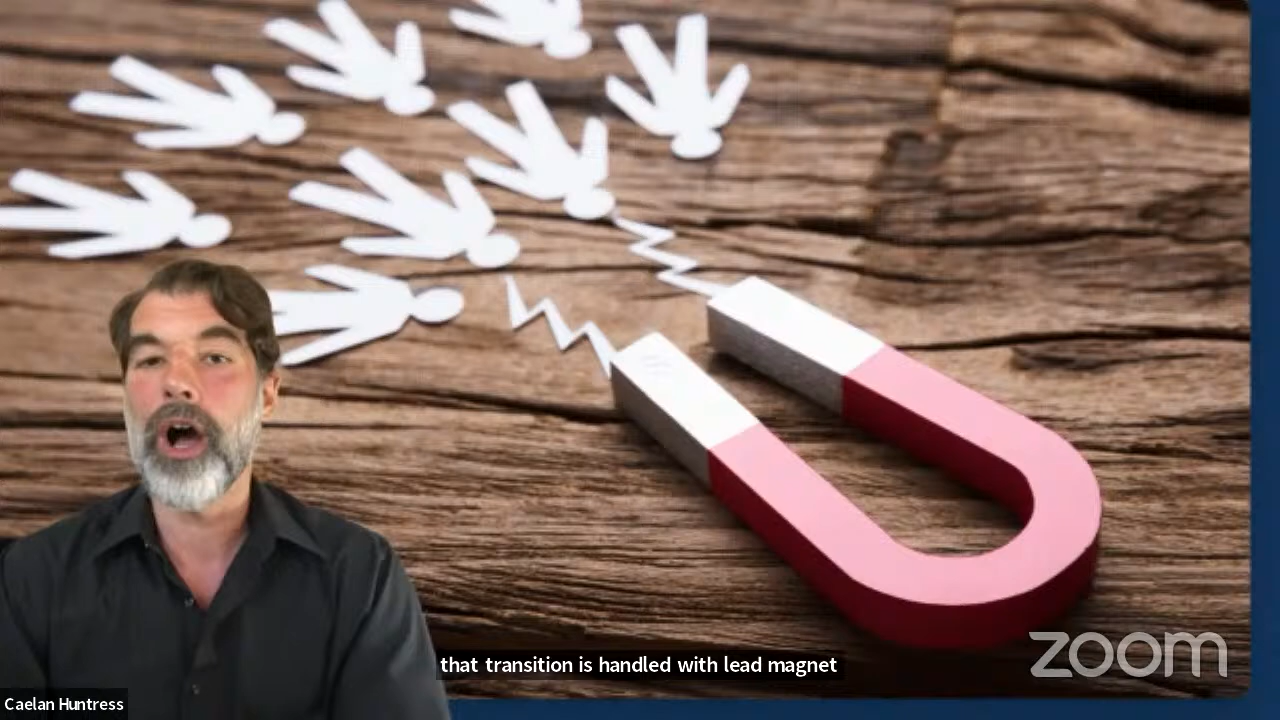 that transition is handled with lead magnet
zoom
Caelan Huntress